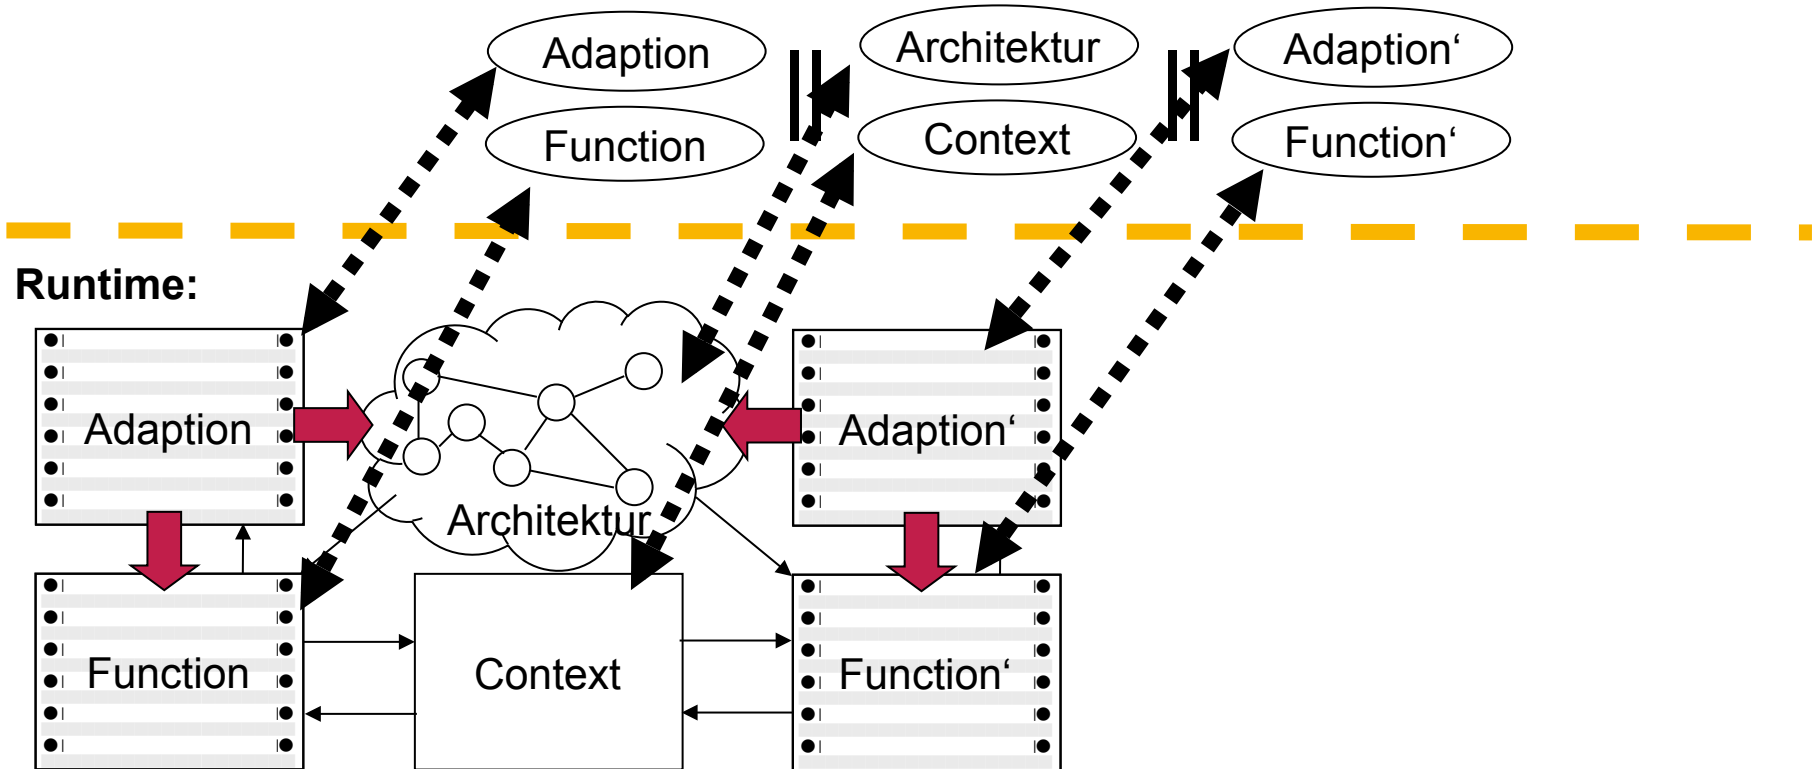 Adaption
Architektur
Adaption‘
Function
Context
Function‘
Runtime:
Adaption
Adaption‘
Architektur
Function
Context
Function‘